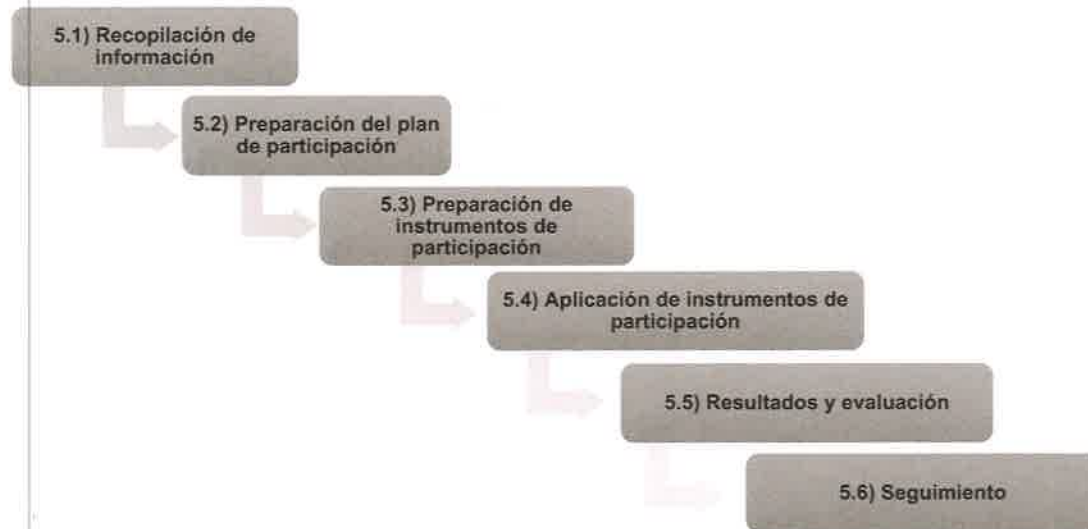 5.1) Recopilación de
información
5.2) Preparación del plan
de participación
5.3) Preparación de
instrumentos de
participación
5.4) Aplicación de instrumentos de
participación
5.5) Resultados y evaluación
5.6) Seguimiento